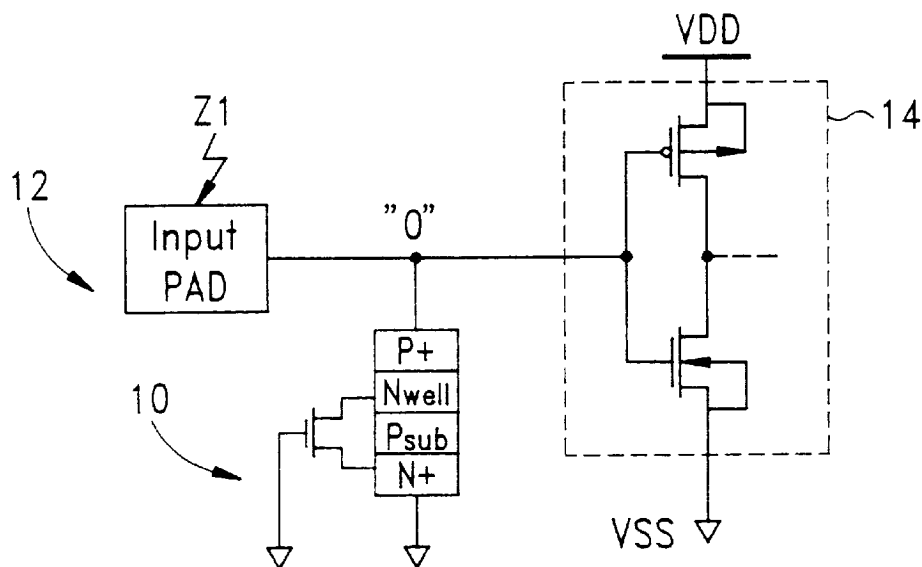 VDD
Z1
14
12
"0"
Input
PAD
P+
Nwell
10
Psub
N+
VSS